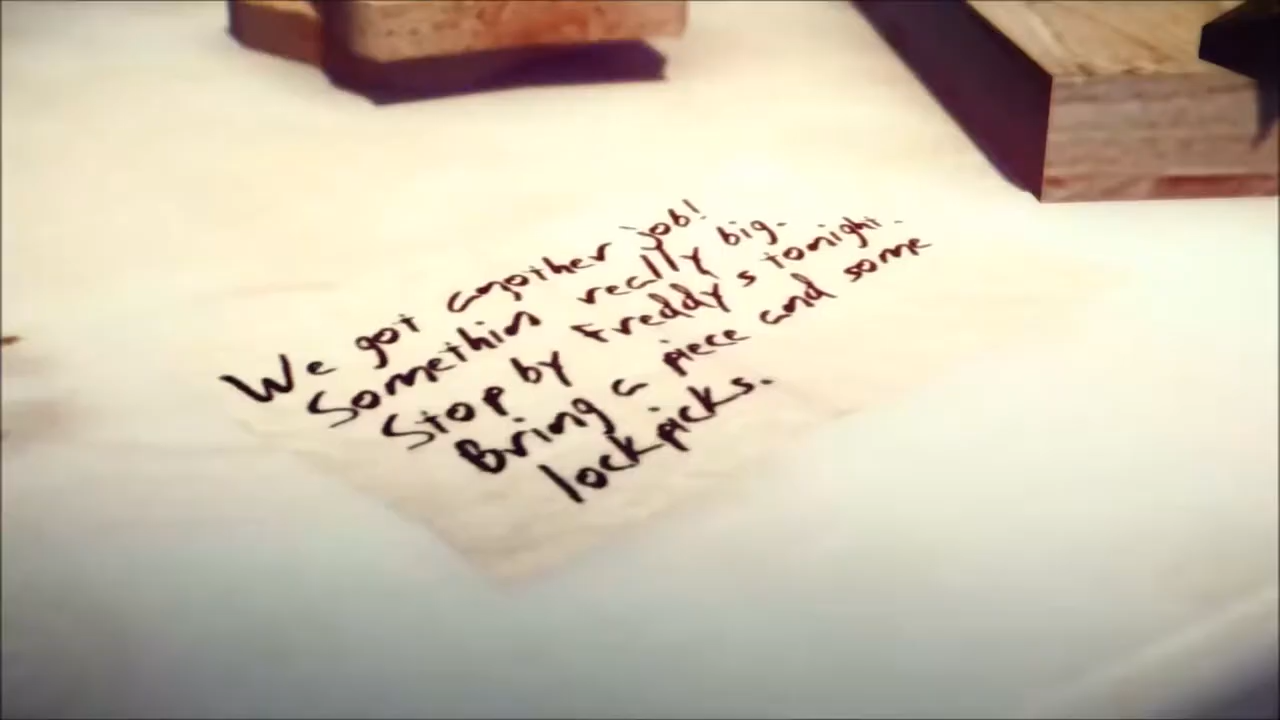 We got another job!
Somethin really big.
Stop by Freddy's tonight.
Bring a piece and some
lockpicks.